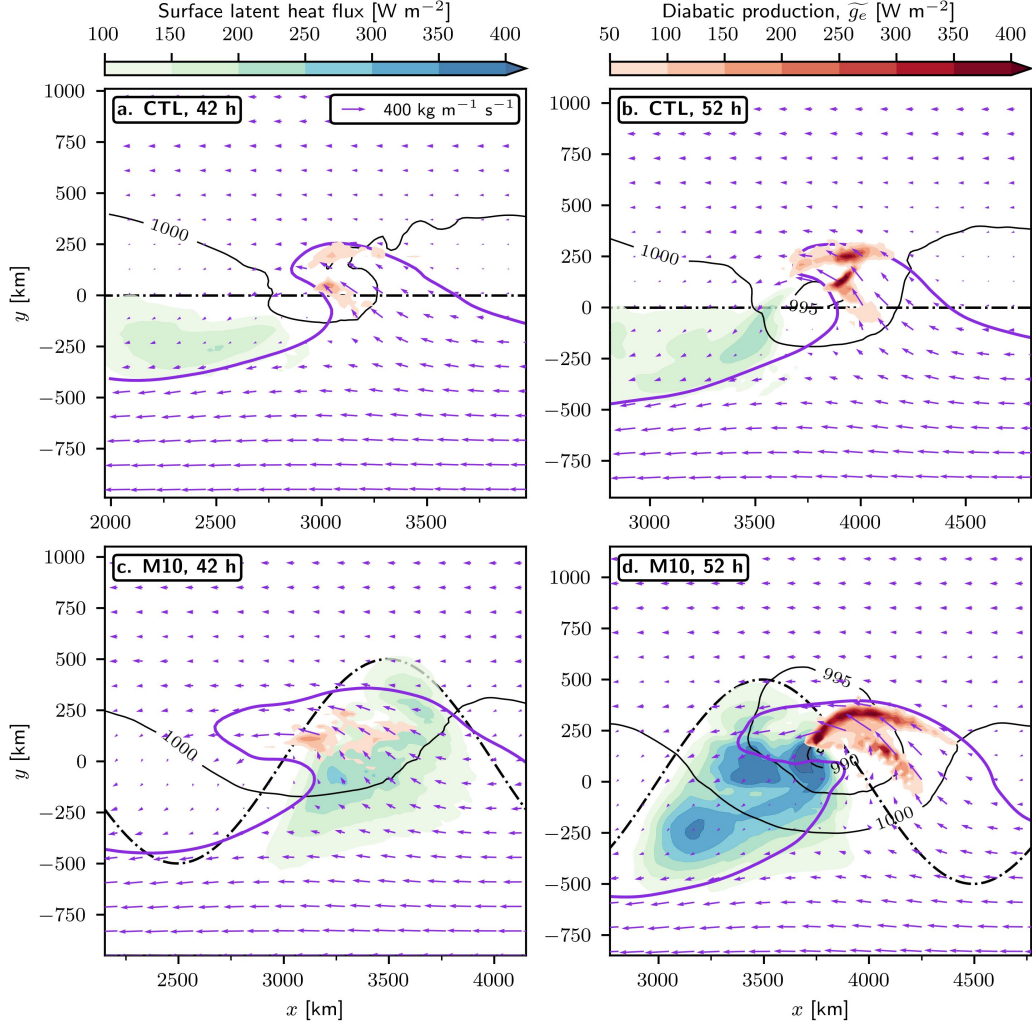 Surface latent heat flux [W m−2]
100 150 200 250 300 350 400
Diabatic production, g̃e [W m−2]
50 100 150 200 250 300 350 400
a. CTL, 42 h
400 kg m−1 s−1
1000
1000
750
500
250
0
−250
−500
−750
y [km]
2000 2500 3000 3500
b. CTL, 52 h
1000
995
1000
750
500
250
0
−250
−500
−750
3000 3500 4000 4500
c. M10, 42 h
1000
1000
750
500
250
0
−250
−500
−750
y [km]
2500 3000 3500 4000
x [km]
d. M10, 52 h
995
990
1000
1000
1000
750
500
250
0
−250
−500
−750
3000 3500 4000 4500
x [km]